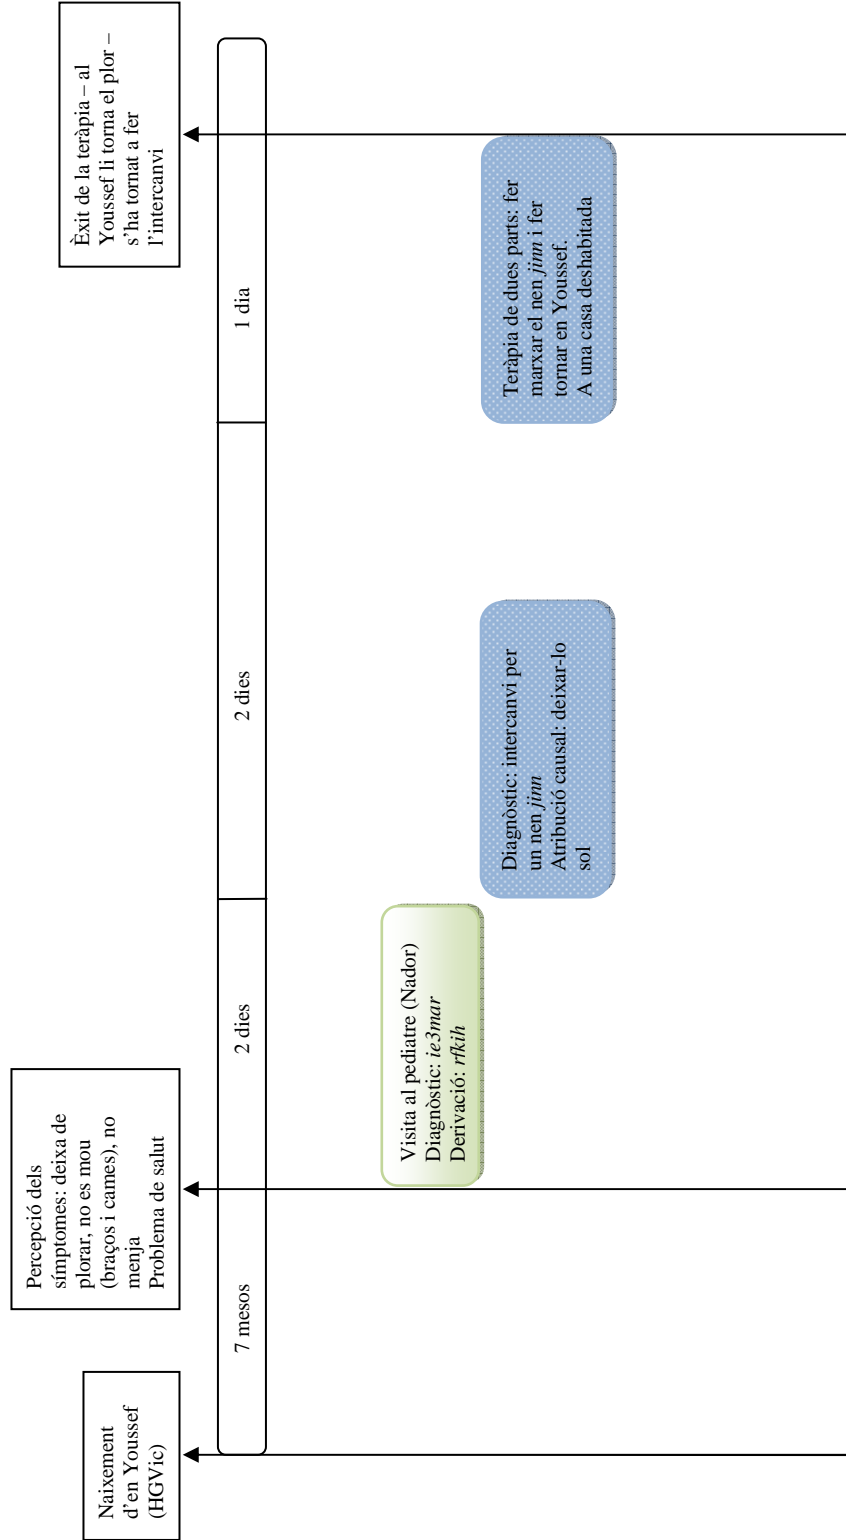 Naixement
d'en Youssef
(HGVic)
Percepció dels
símptomes: deixa de
plorar, no es mou
(braços i cames), no
menja
Problema de salut
Èxit de la teràpia – al
Youssef li torna el plor –
s'ha tornat a fer
l'intercanvi
7 mesos
2 dies
2 dies
1 dia
Visita al pediatre (Nador)
Diagnòstic: ie3mar
Derivació: rfkih
Diagnòstic: intercanvi per
un nen jinn
Atribució causal: deixar-lo
sol
Teràpia de dues parts: fer
marxar el nen jinn i fer
tornar en Youssef.
A una casa deshabitada